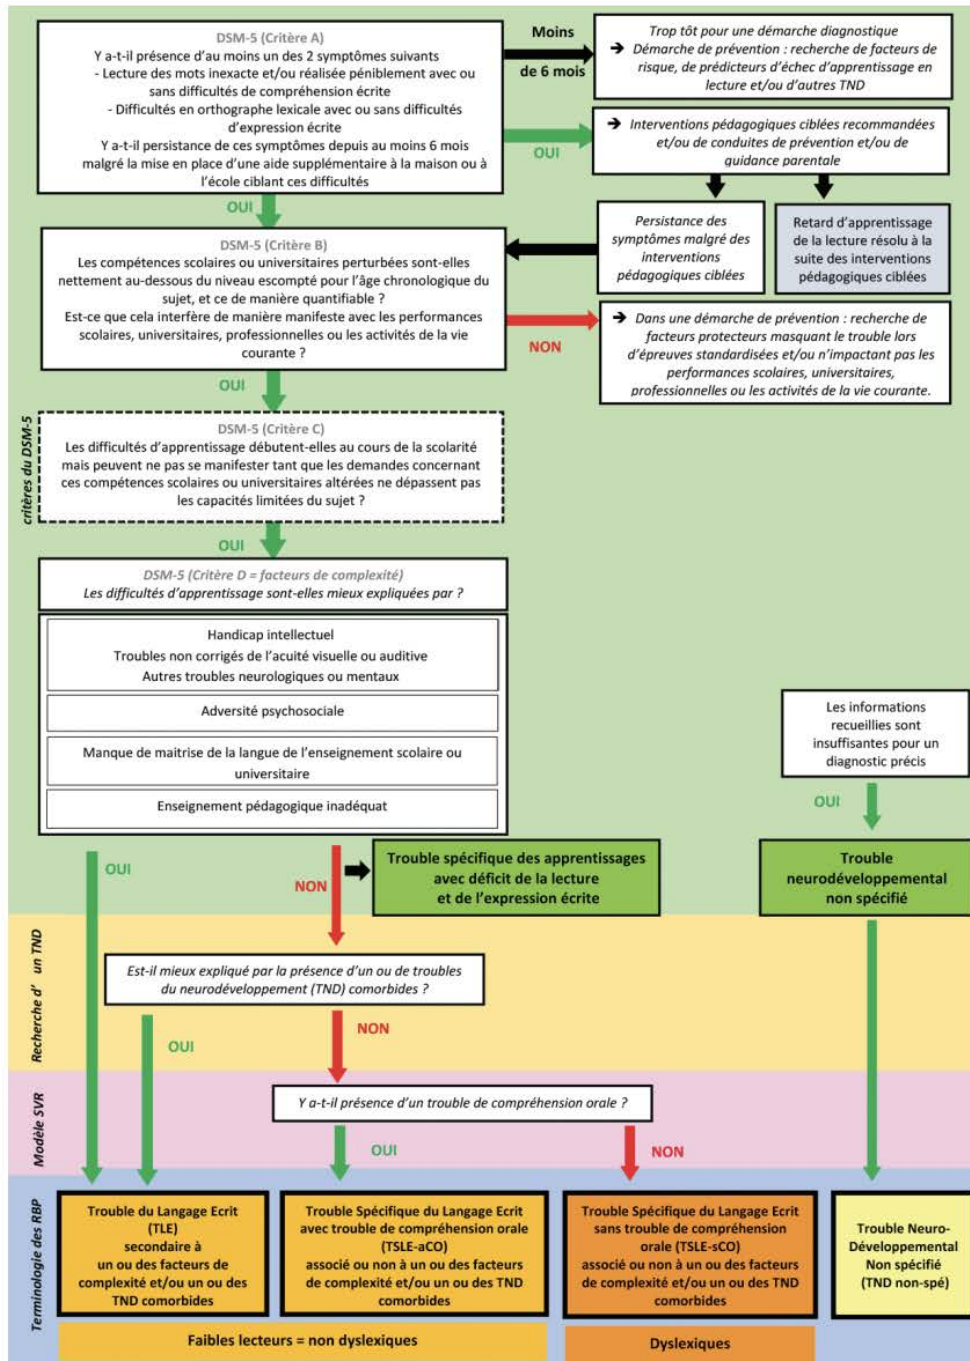 DSM-5 (Critère A)
Y a-t-il présence d'au moins un des 2 symptômes suivants
- Lecture des mots inexacte et/ou réalisée péniblement avec ou
sans difficultés de compréhension écrite
- Difficultés en orthographe lexicale avec ou sans difficultés
d'expression écrite
Y a-t-il persistance de ces symptômes depuis au moins 6 mois
malgré la mise en place d'une aide supplémentaire à la maison ou à
l'école ciblant ces difficultés
Moins
de 6 mois
Trop tôt pour une démarche diagnostique
➔ Démarche de prévention : recherche de facteurs de
risque, de prédicteurs d'échec d'apprentissage en
lecture et/ou d'autres TND
OUI
➔ Interventions pédagogiques ciblées recommandées
et/ou de conduites de prévention et/ou de
guidance parentale
OUI
Persistance des
symptômes malgré des
interventions
pédagogiques ciblées
Retard d'apprentissage
de la lecture résolu à la
suite des interventions
pédagogiques ciblées
DSM-5 (Critère B)
Les compétences scolaires ou universitaires perturbées sont-elles
nettement au-dessous du niveau escompté pour l'âge chronologique du
sujet, et ce de manière quantifiable ?
Est-ce que cela interfère de manière manifeste avec les performances
scolaires, universitaires, professionnelles ou les activités de la vie
courante ?
NON
➔ Dans une démarche de prévention : recherche de
facteurs protecteurs masquant le trouble lors
d'épreuves standardisées et/ou n'impactant pas les
performances scolaires, universitaires,
professionnelles ou les activités de la vie courante.
OUI
critères du DSM-5
DSM-5 (Critère C)
Les difficultés d'apprentissage débutent-elles au cours de la scolarité
mais peuvent ne pas se manifester tant que les demandes concernant
ces compétences scolaires ou universitaires altérées ne dépassent pas
les capacités limitées du sujet ?
OUI
DSM-5 (Critère D = facteurs de complexité)
Les difficultés d'apprentissage sont-elles mieux expliquées par ?
Handicap intellectuel
Troubles non corrigés de l'acuité visuelle ou auditive
Autres troubles neurologiques ou mentaux
Adversité psychosociale
Manque de maitrise de la langue de l'enseignement scolaire ou
universitaire
Enseignement pédagogique inadéquat
Les informations
recueillies sont
insuffisantes pour un
diagnostic précis
OUI
OUI
NON
Trouble spécifique des apprentissages
avec déficit de la lecture
et de l'expression écrite
Trouble
neurodéveloppemental
non spécifié
Recherche d' un TND
Est-il mieux expliqué par la présence d'un ou de troubles
du neurodéveloppement (TND) comorbides ?
OUI
NON
Modèle SVR
Y a-t-il présence d'un trouble de compréhension orale ?
OUI
NON
Terminologie des RBP
Trouble du Langage Ecrit
(TLE)
secondaire à
un ou des facteurs de
complexité et/ou un ou des
TND comorbides
Trouble Spécifique du Langage Ecrit
avec trouble de compréhension orale
(TSLE-aCO)
associé ou non à un ou des facteurs
de complexité et/ou un ou des TND
comorbides
Trouble Spécifique du Langage Ecrit
sans trouble de compréhension
orale (TSLE-sCO)
associé ou non à un ou des facteurs
de complexité et/ou un ou des TND
comorbides
Trouble Neuro-
Développemental
Non spécifié
(TND non-spé)
Faibles lecteurs = non dyslexiques
Dyslexiques